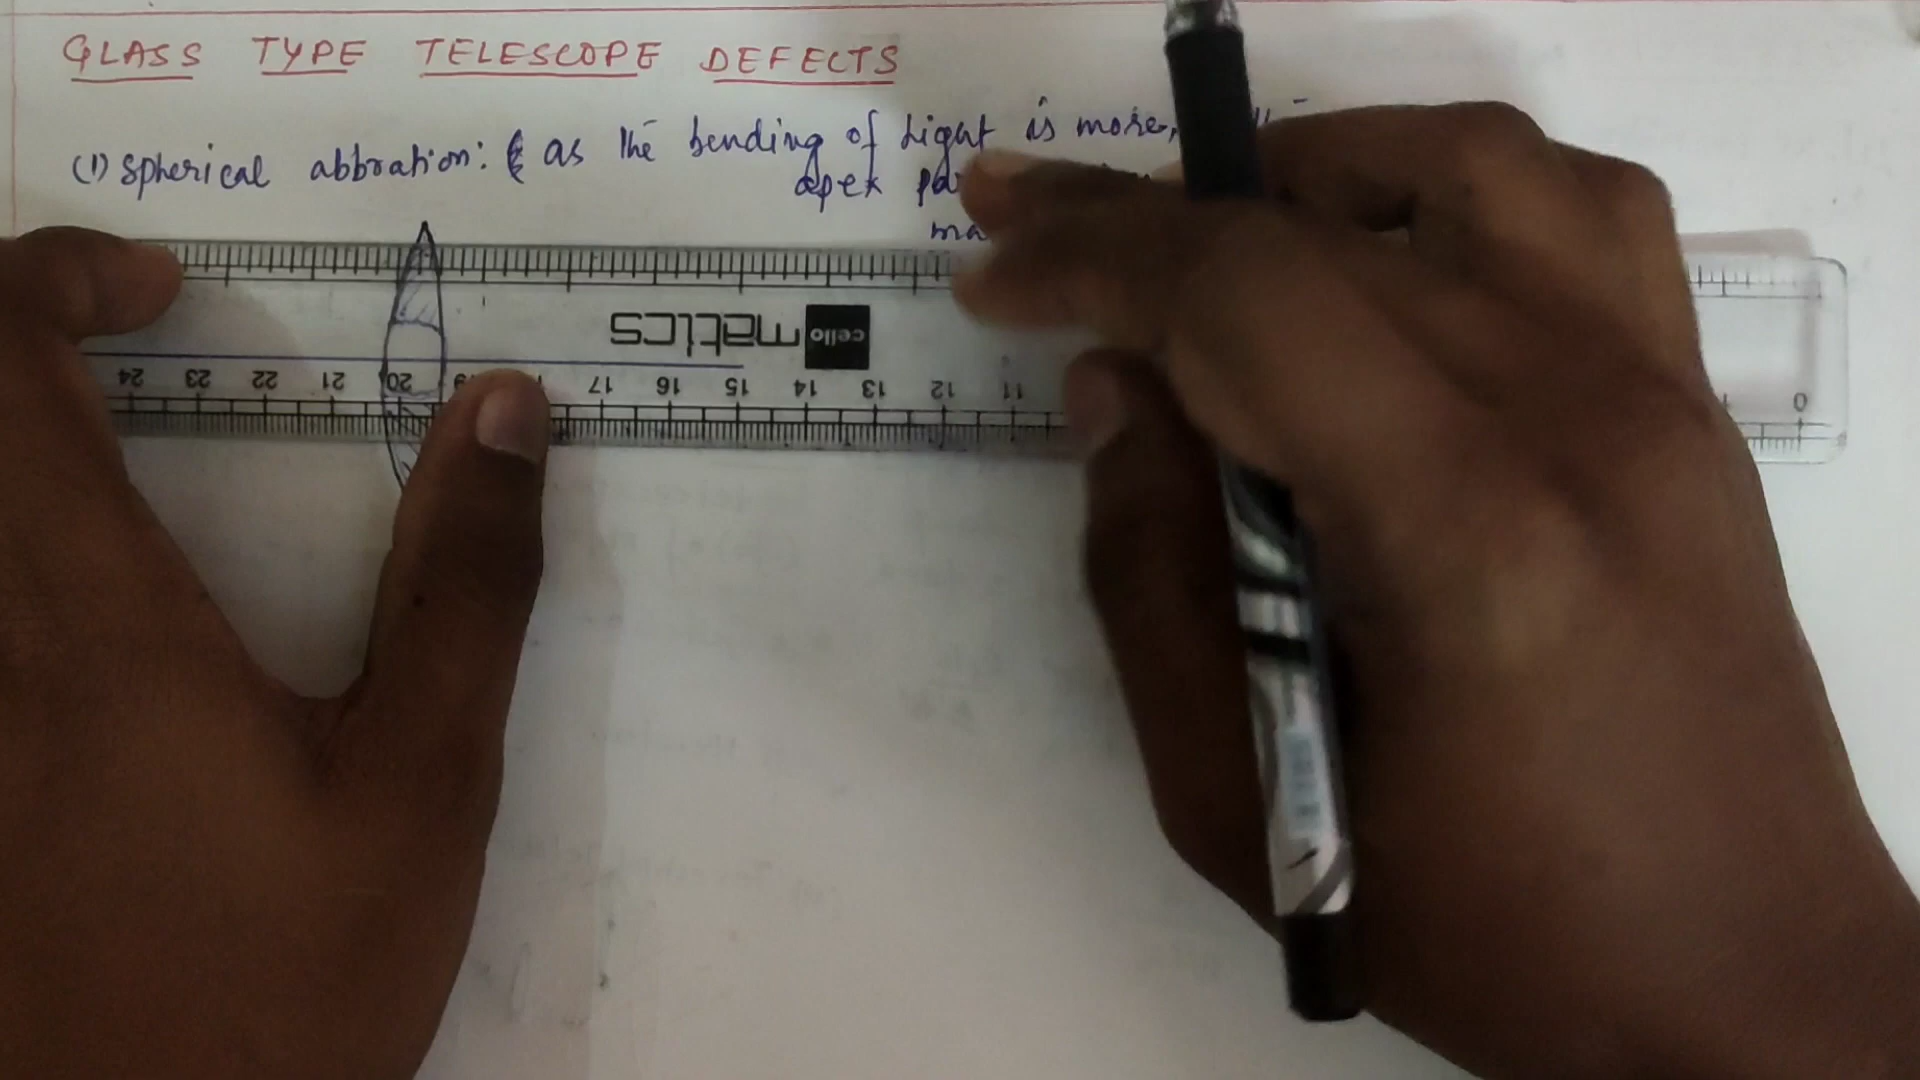 GLASS TYPE TELESCOPE DEFECTS
(1) Spherical abbration: as the bending of light is more,
apex
cello matics
24 23 22 21 20 17 16 15 14 13 12 11 0